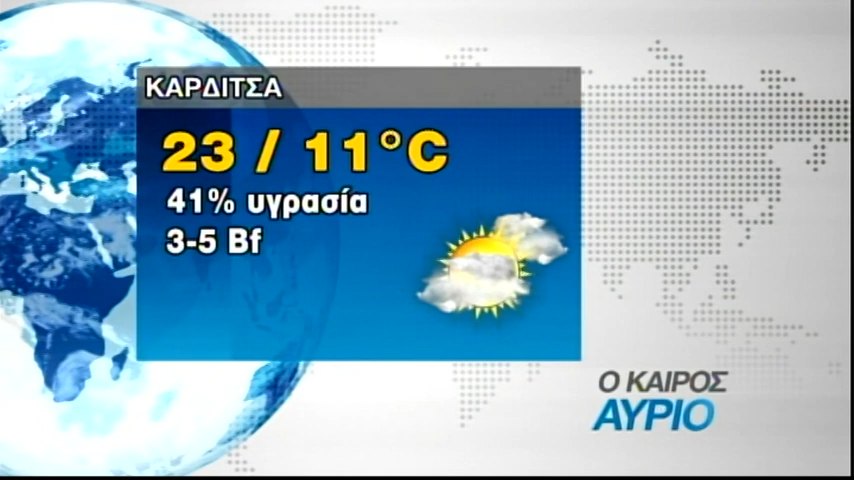 ΚΑΡΔΙΤΣΑ
23 / 11°C
41% υγρασία
3-5 Bf
Ο ΚΑΙΡΟΣ
ΑΥΡΙΟ